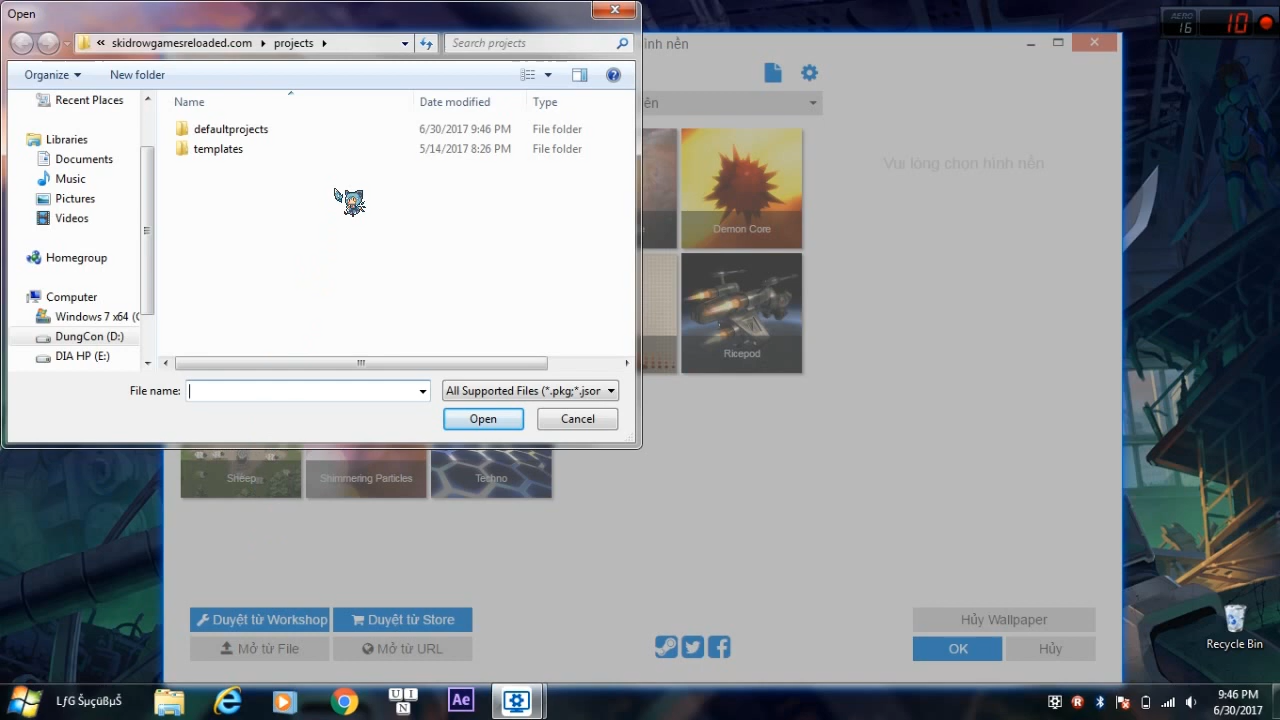 Open
AERO
16
10
« skidrowgamesreloaded.com
projects
Search projects
ình nền
Organize
New folder
ền
Name
Date modified
Type
Recent Places
Libraries
Documents
Music
Pictures
Videos
Homegroup
Computer
Windows 7 x64 (C
DungCon (D:)
DIA HP (E:)
defaultprojects
6/30/2017 9:46 PM
File folder
templates
5/14/2017 8:26 PM
File folder
Vui lòng chọn hình nền
Demon Core
Ricepod
File name:
All Supported Files (*.pkg;*.jsor
Open
Cancel
Sheep
Shimmering Particles
Techno
Duyệt từ Workshop
Duyệt từ Store
Hủy Wallpaper
Mở từ File
Mở từ URL
OK
Hủy
Recycle Bin
ŁƒG ŠµçüßµŠ
U I
N
Ae
9:46 PM
6/30/2017